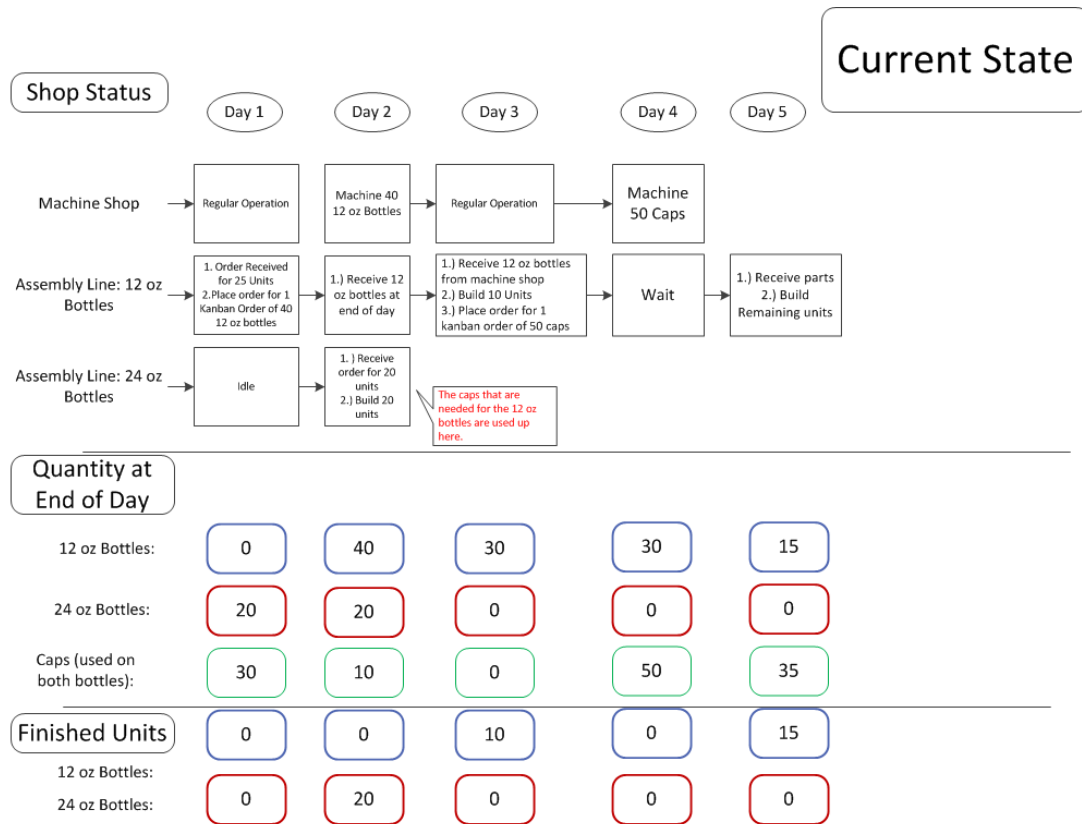 Current State
Shop Status
Day 1
Day 2
Day 3
Day 4
Day 5
Machine Shop
Regular Operation
Machine 40
12 oz Bottles
Regular Operation
Machine
50 Caps
Assembly Line: 12 oz
Bottles
1. Order Received
for 25 Units
2.Place order for 1
Kanban Order of 40
12 oz bottles
1.) Receive 12
oz bottles at
end of day
1.) Receive 12 oz bottles
from machine shop
2.) Build 10 Units
3.) Place order for 1
kanban order of 50 caps
Wait
1.) Receive parts
2.) Build
Remaining units
Assembly Line: 24 oz
Bottles
Idle
1. ) Receive
order for 20
units
2.) Build 20
units
The caps that are
needed for the 12 oz
bottles are used up
here.
Quantity at
End of Day
12 oz Bottles:
0
40
30
30
15
24 oz Bottles:
20
20
0
0
0
Caps (used on
both bottles):
30
10
0
50
35
Finished Units
12 oz Bottles:
0
0
10
0
15
24 oz Bottles:
0
20
0
0
0